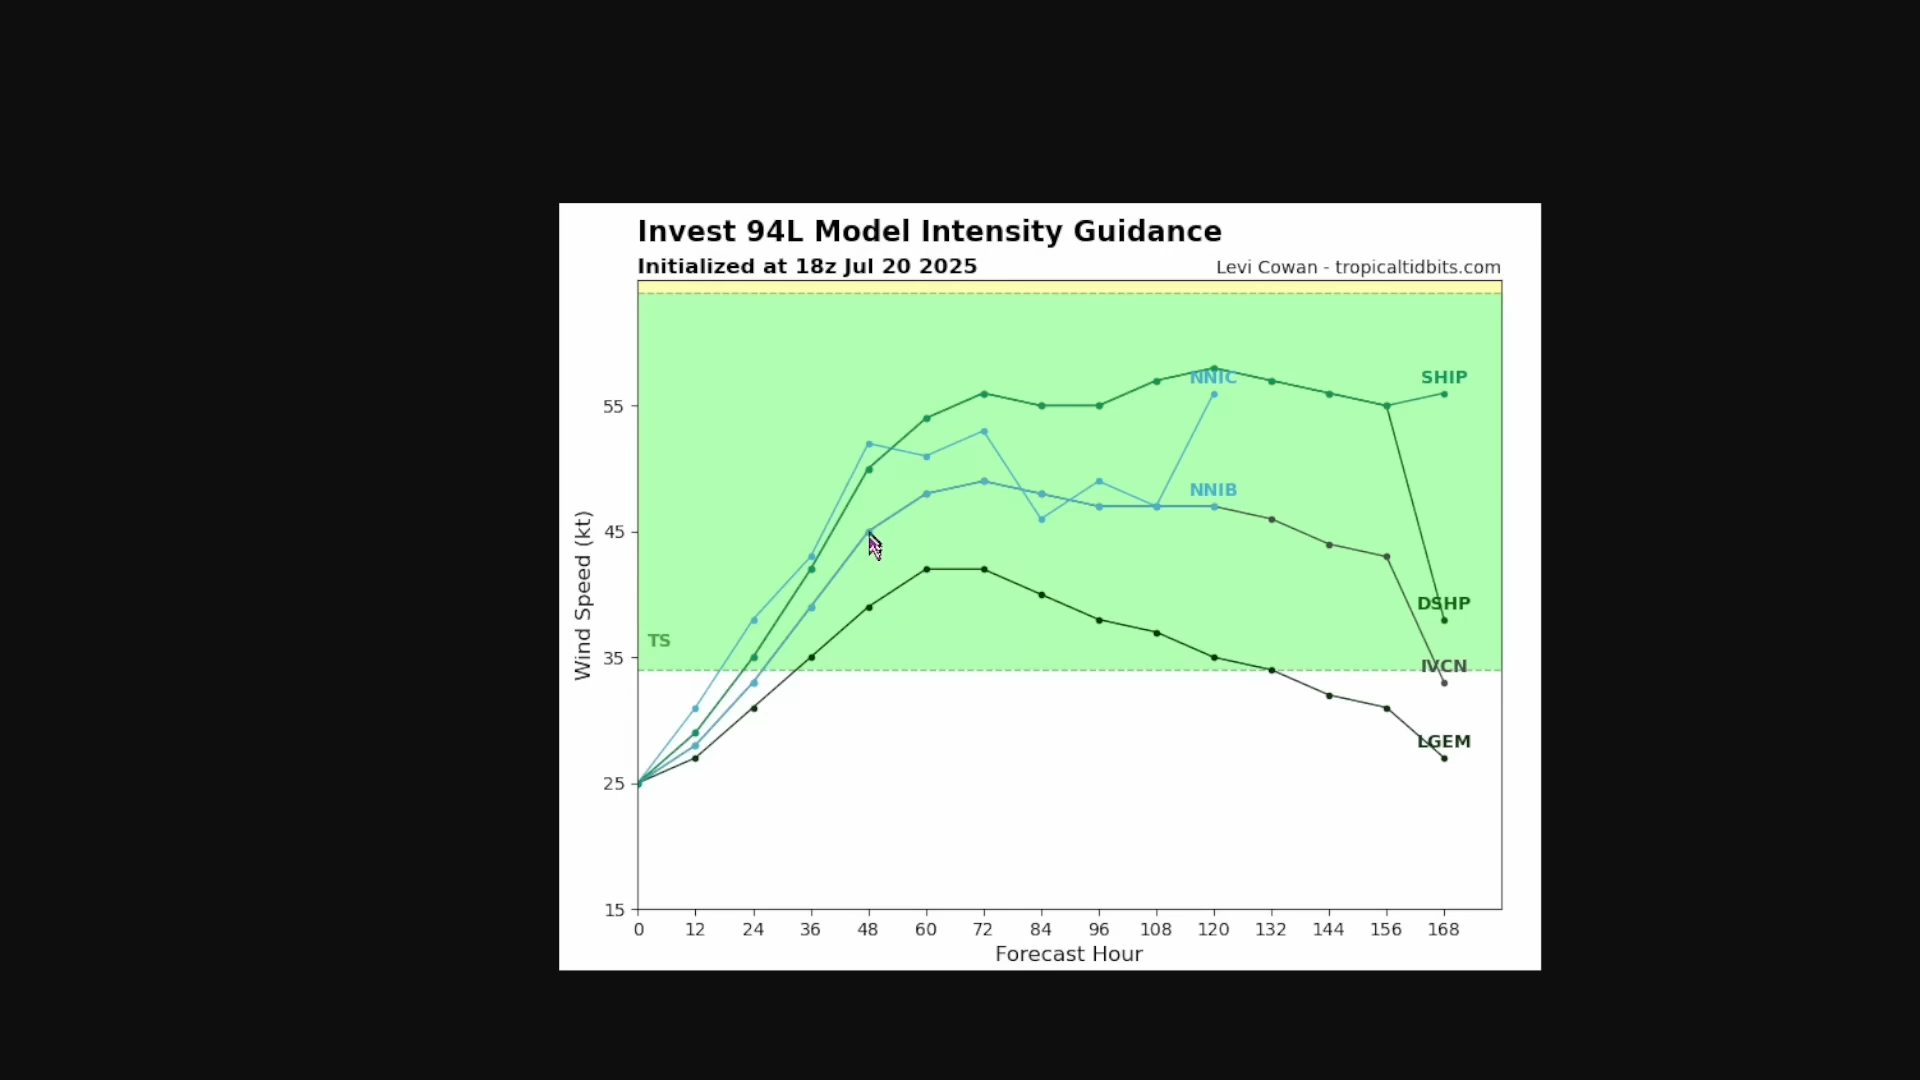 Invest 94L Model Intensity Guidance
Initialized at 18z Jul 20 2025
Levi Cowan - tropicaltidbits.com
NNIC
SHIP
55
NNIB
45
Wind Speed (kt)
DSHP
TS
35
IVCN
LGEM
25
15
0 12 24 36 48 60 72 84 96 108 120 132 144 156 168
Forecast Hour